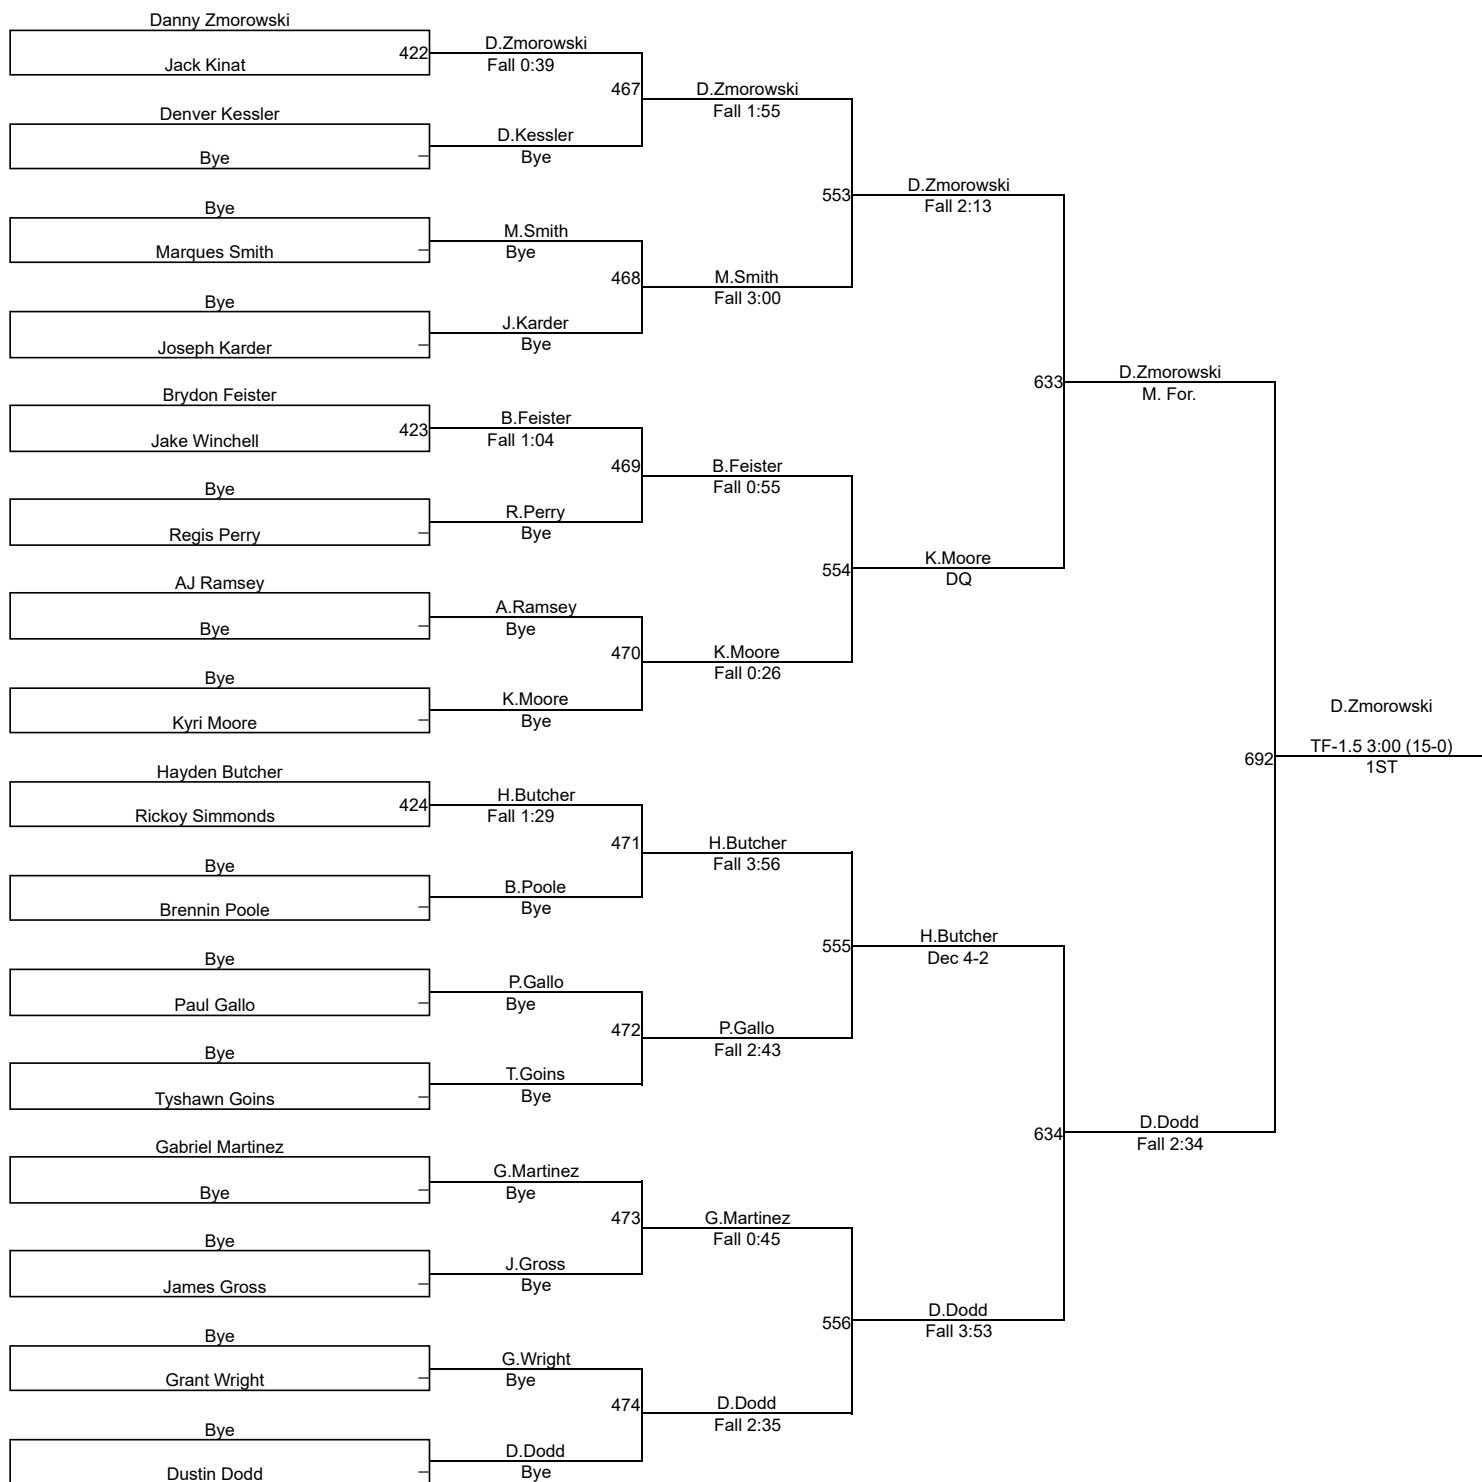 Danny Zmorowski
Jack Kinat
422
D.Zmorowski
Fall 0:39
467
D.Zmorowski
Fall 1:55
Denver Kessler
Bye
D.Kessler
Bye
553
D.Zmorowski
Fall 2:13
Bye
Marques Smith
M.Smith
Bye
468
M.Smith
Fall 3:00
Bye
Joseph Karder
J.Karder
Bye
633
D.Zmorowski
M. For.
Brydon Feister
Jake Winchell
423
B.Feister
Fall 1:04
469
B.Feister
Fall 0:55
Bye
Regis Perry
R.Perry
Bye
554
K.Moore
DQ
AJ Ramsey
Bye
A.Ramsey
Bye
470
K.Moore
Fall 0:26
Bye
Kyri Moore
K.Moore
Bye
692
D.Zmorowski
TF-1.5 3:00 (15-0)
1ST
Hayden Butcher
Rickoy Simmonds
424
H.Butcher
Fall 1:29
471
H.Butcher
Fall 3:56
Bye
Brennin Poole
B.Poole
Bye
555
H.Butcher
Dec 4-2
Bye
Paul Gallo
P.Gallo
Bye
472
P.Gallo
Fall 2:43
Bye
Tyshawn Goins
T.Goins
Bye
634
D.Dodd
Fall 2:34
Gabriel Martinez
Bye
G.Martinez
Bye
473
G.Martinez
Fall 0:45
Bye
James Gross
J.Gross
Bye
556
D.Dodd
Fall 3:53
Bye
Grant Wright
G.Wright
Bye
474
D.Dodd
Fall 2:35
Bye
Dustin Dodd
D.Dodd
Bye